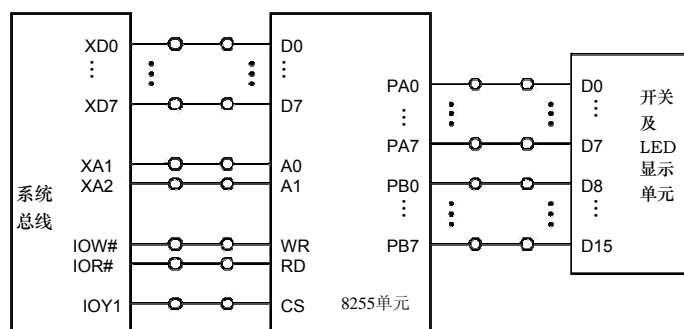 系统
总线
XD0
XD7
XA1
XA2
IOW#
IOR#
IOY1
D0
D7
A0
A1
WR
RD
CS
8255单元
PA0
PA7
PB0
PB7
D0
D7
D8
D15
开关
及
LED
显示
单元